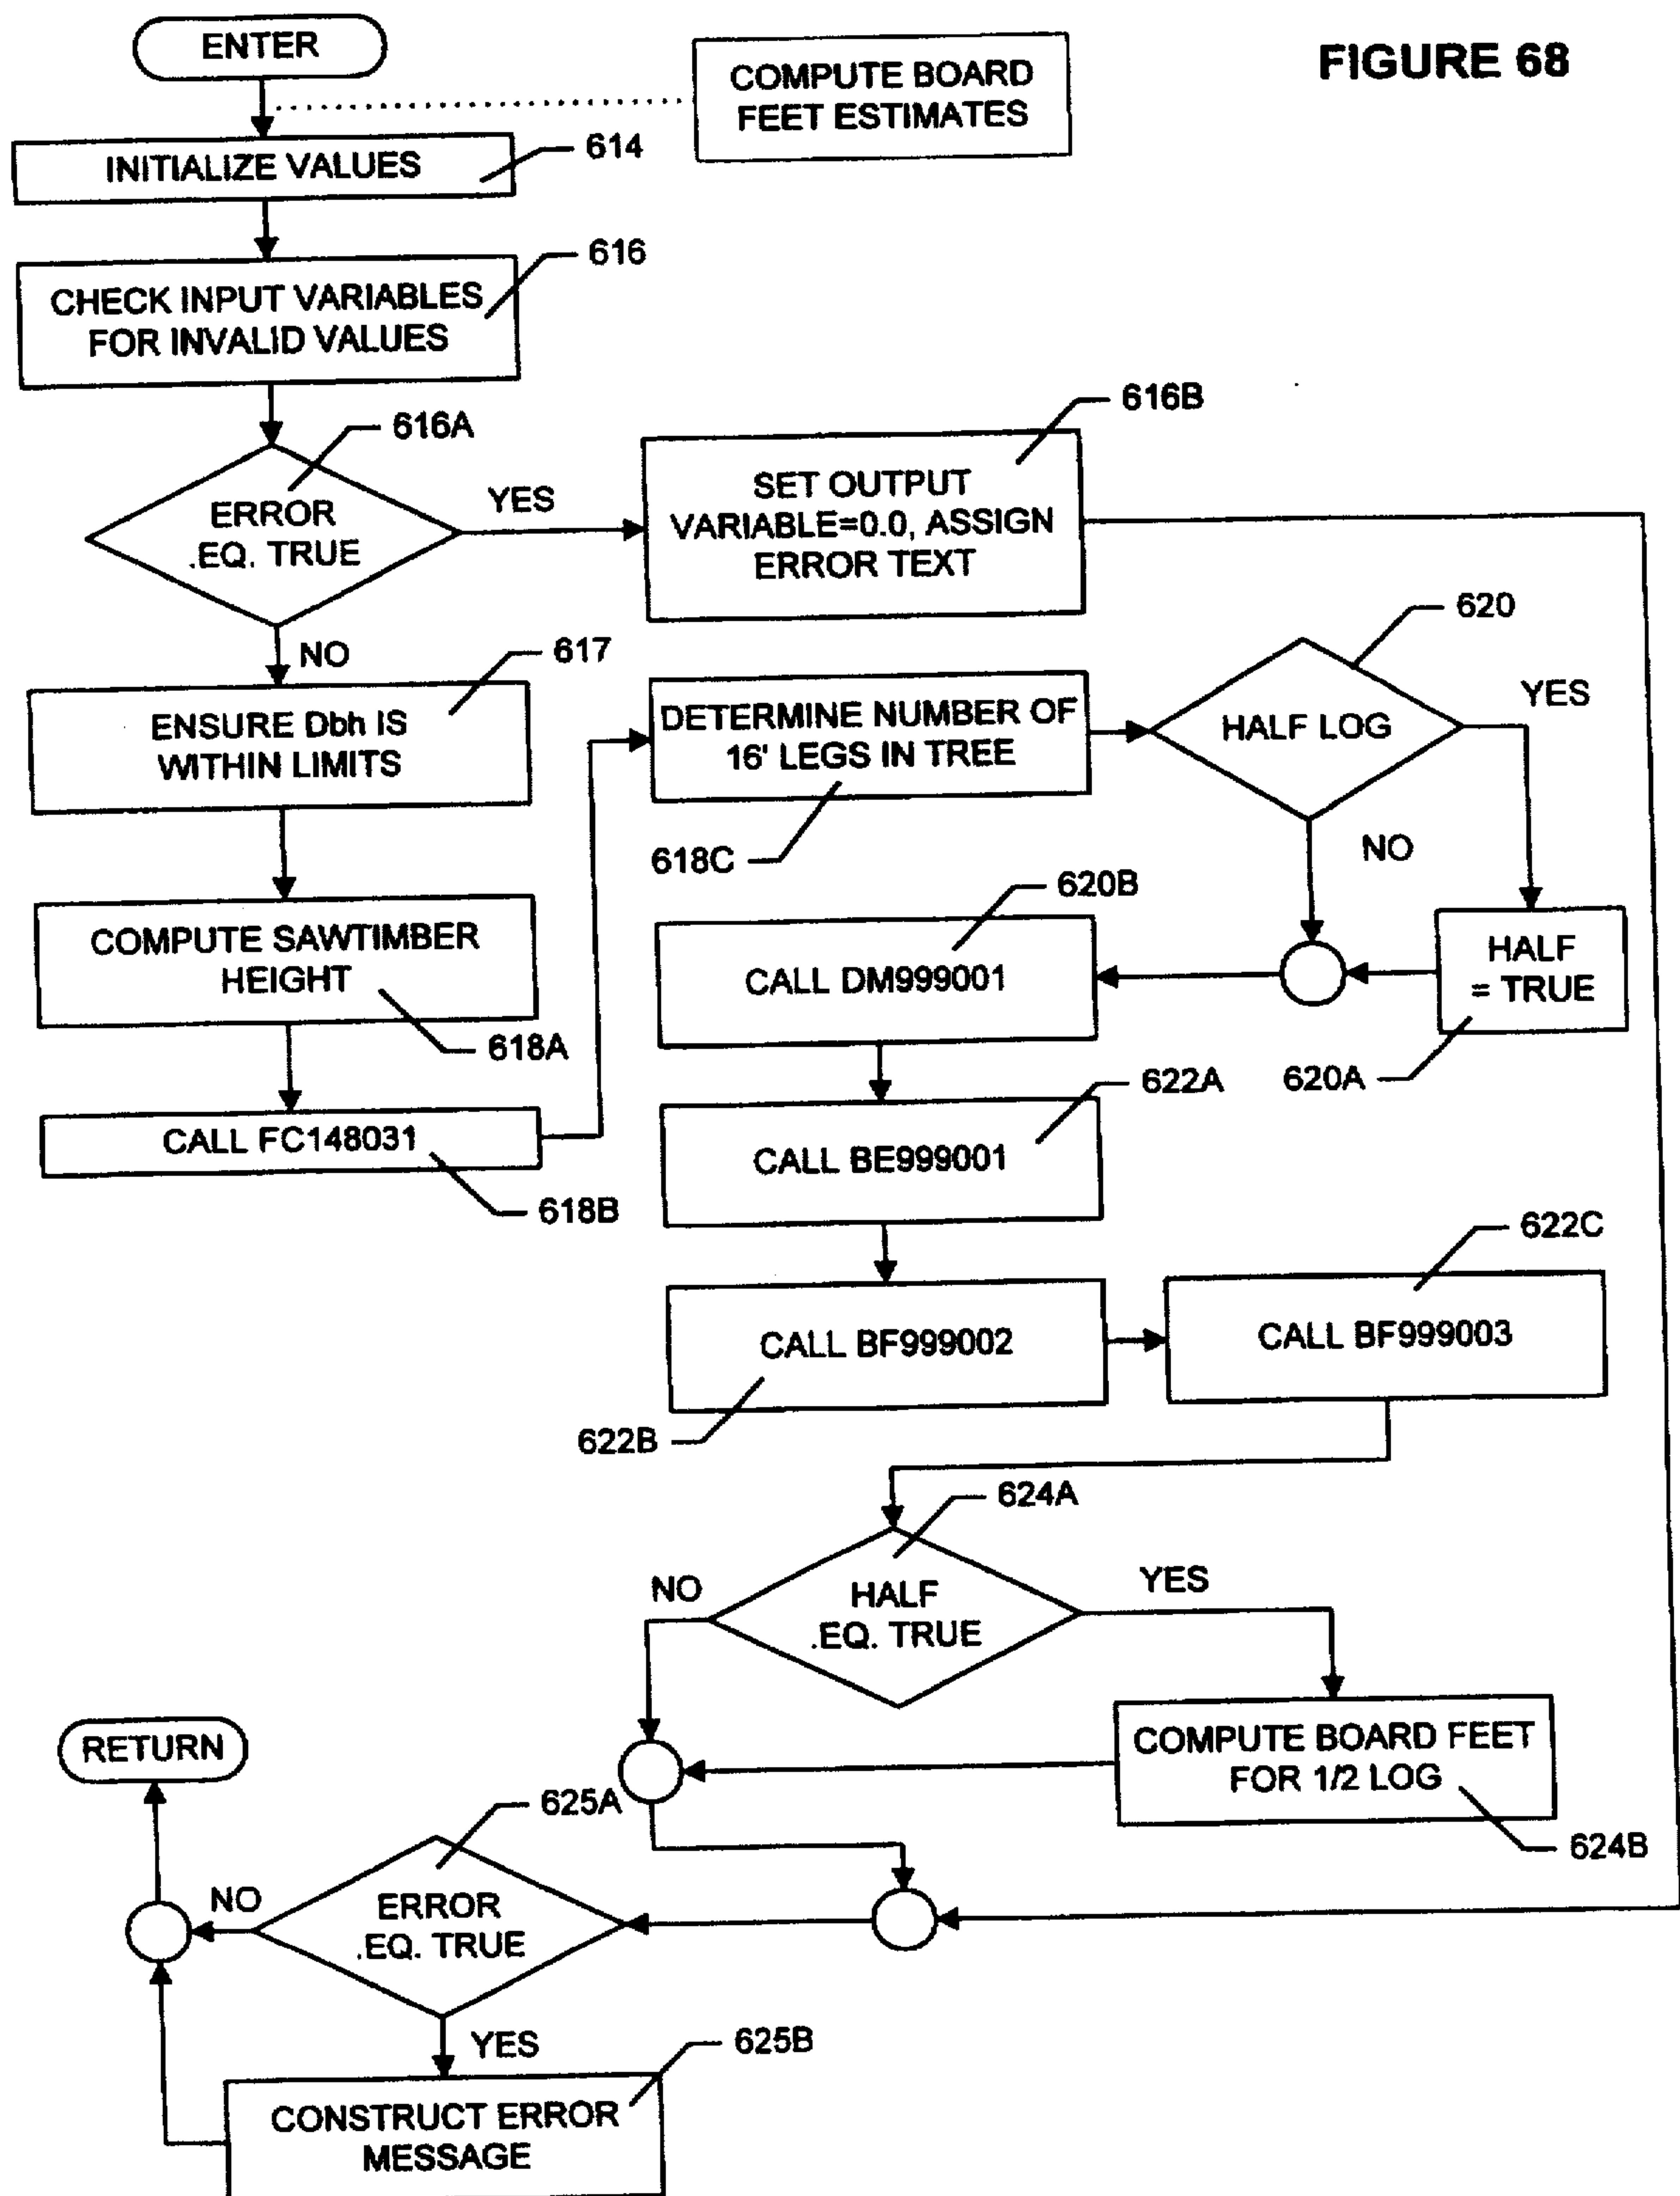 FIGURE 68
ENTER
COMPUTE BOARD
FEET ESTIMATES
INITIALIZE VALUES
614
CHECK INPUT VARIABLES
FOR INVALID VALUES
616
616A
ERROR
.EQ. TRUE
YES
NO
616B
SET OUTPUT
VARIABLE=0.0, ASSIGN
ERROR TEXT
617
ENSURE Dbh IS
WITHIN LIMITS
COMPUTE SAWTIMBER
HEIGHT
618A
CALL FC148031
618B
DETERMINE NUMBER OF
16' LEGS IN TREE
618C
620
HALF LOG
YES
NO
HALF
= TRUE
620A
620B
CALL DM999001
622A
CALL BE999001
CALL BF999002
622B
622C
CALL BF999003
624A
HALF
.EQ. TRUE
NO
YES
COMPUTE BOARD FEET
FOR 1/2 LOG
624B
RETURN
625A
ERROR
.EQ. TRUE
NO
YES
625B
CONSTRUCT ERROR
MESSAGE